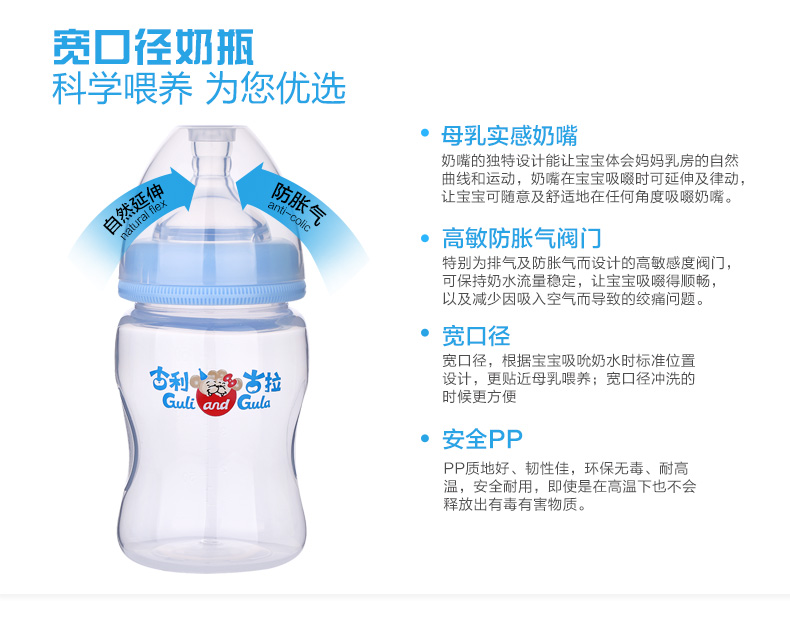 宽口径奶瓶
科学喂养 为您优选
自然延伸
natural flex
防胀气
anti-colic
古利 古拉
Guli and Gula
母乳实感奶嘴
奶嘴的独特设计能让宝宝体会妈妈乳房的自然
曲线和运动，奶嘴在宝宝吸啜时可延伸及律动，
让宝宝可随意及舒适地在任何角度吸啜奶嘴。
高敏防胀气阀门
特别为排气及防胀气而设计的高敏感度阀门，
可保持奶水流量稳定，让宝宝吸啜得顺畅，
以及减少因吸入空气而导致的绞痛问题。
宽口径
宽口径，根据宝宝吸吮奶水时标准位置
设计，更贴近母乳喂养；宽口径冲洗的
时候更方便
安全PP
PP质地好、韧性佳，环保无毒、耐高
温，安全耐用，即使是在高温下也不会
释放出有毒有害物质。